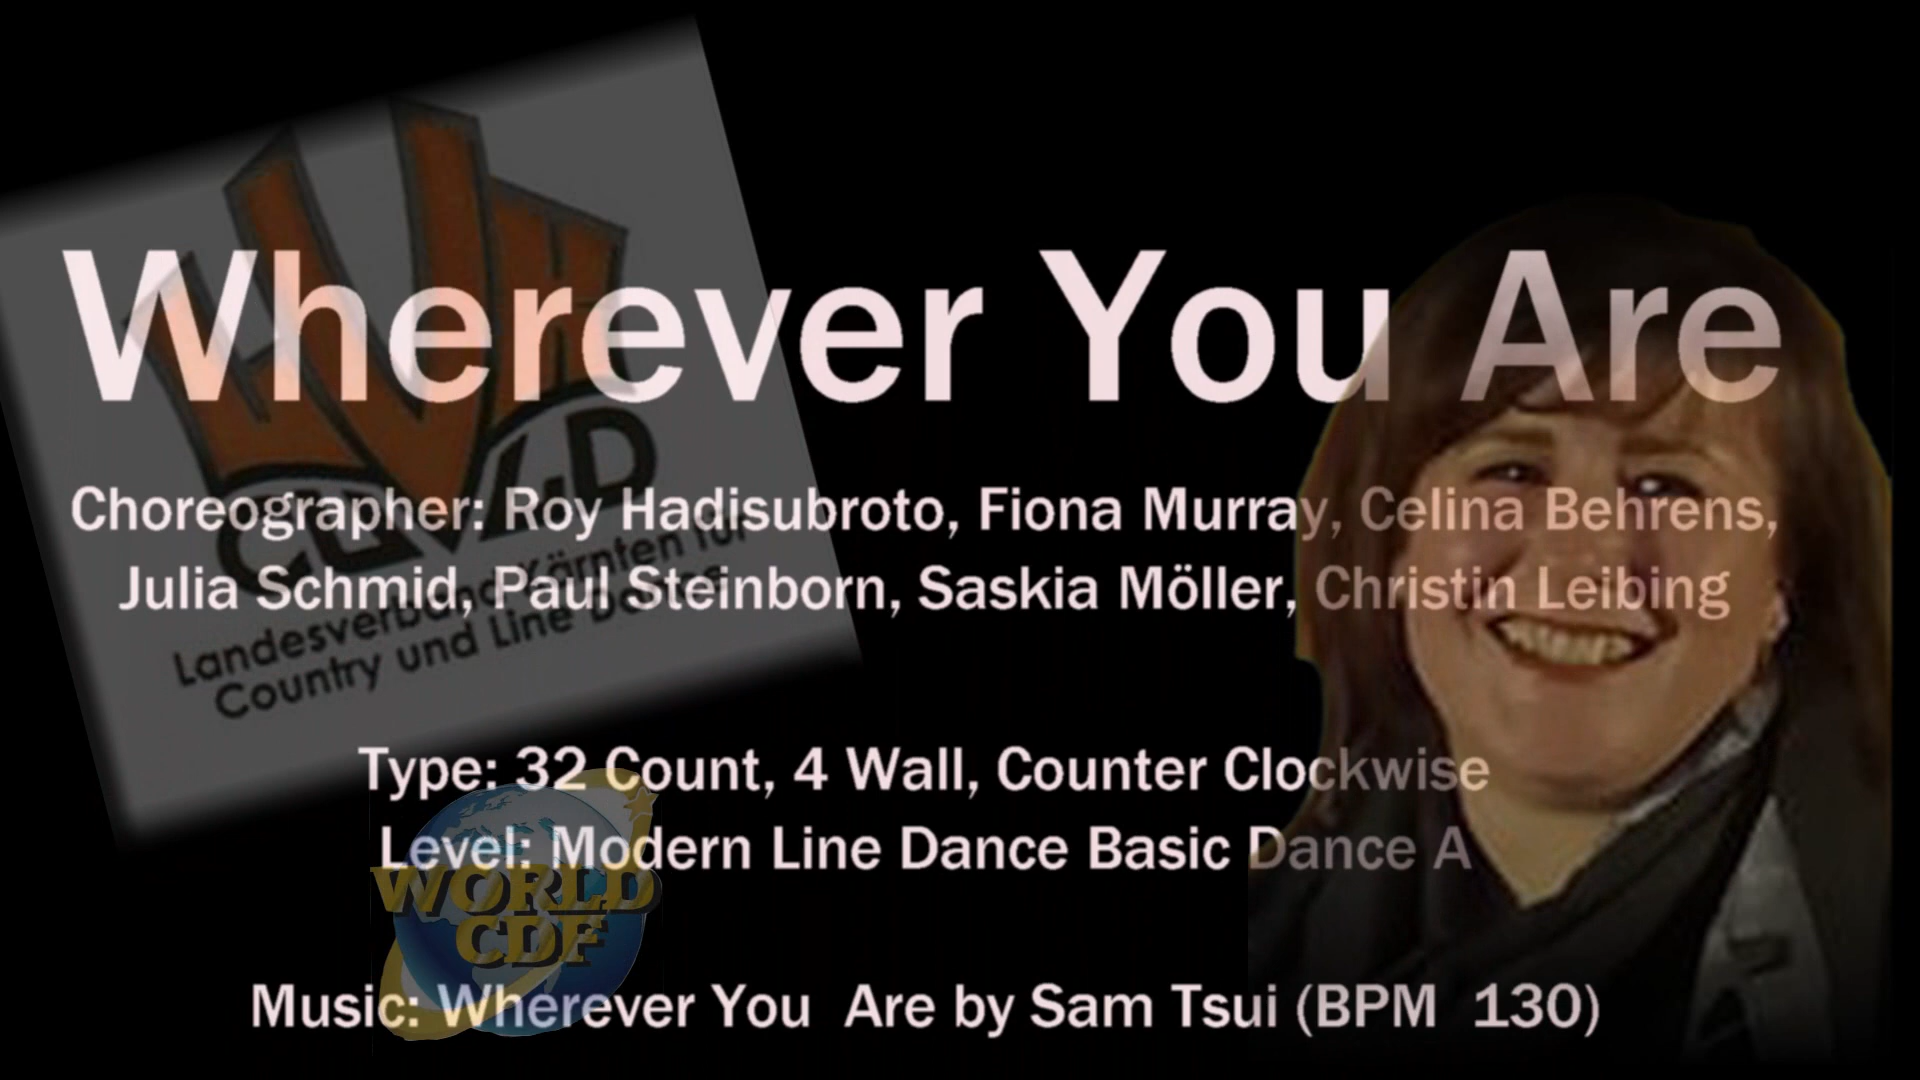 Wherever You Are
Choreographer: Roy Hadisubroto, Fiona Murray, Celina Behrens,
Julia Schmid, Paul Steinborn, Saskia Möller, Christin Leibing
Landesverband Kärnten für
Country und Line Dance
Type: 32 Count, 4 Wall, Counter Clockwise
Level: Modern Line Dance Basic Dance A
WORLD
CDF
Music: Wherever You Are by Sam Tsui (BPM 130)